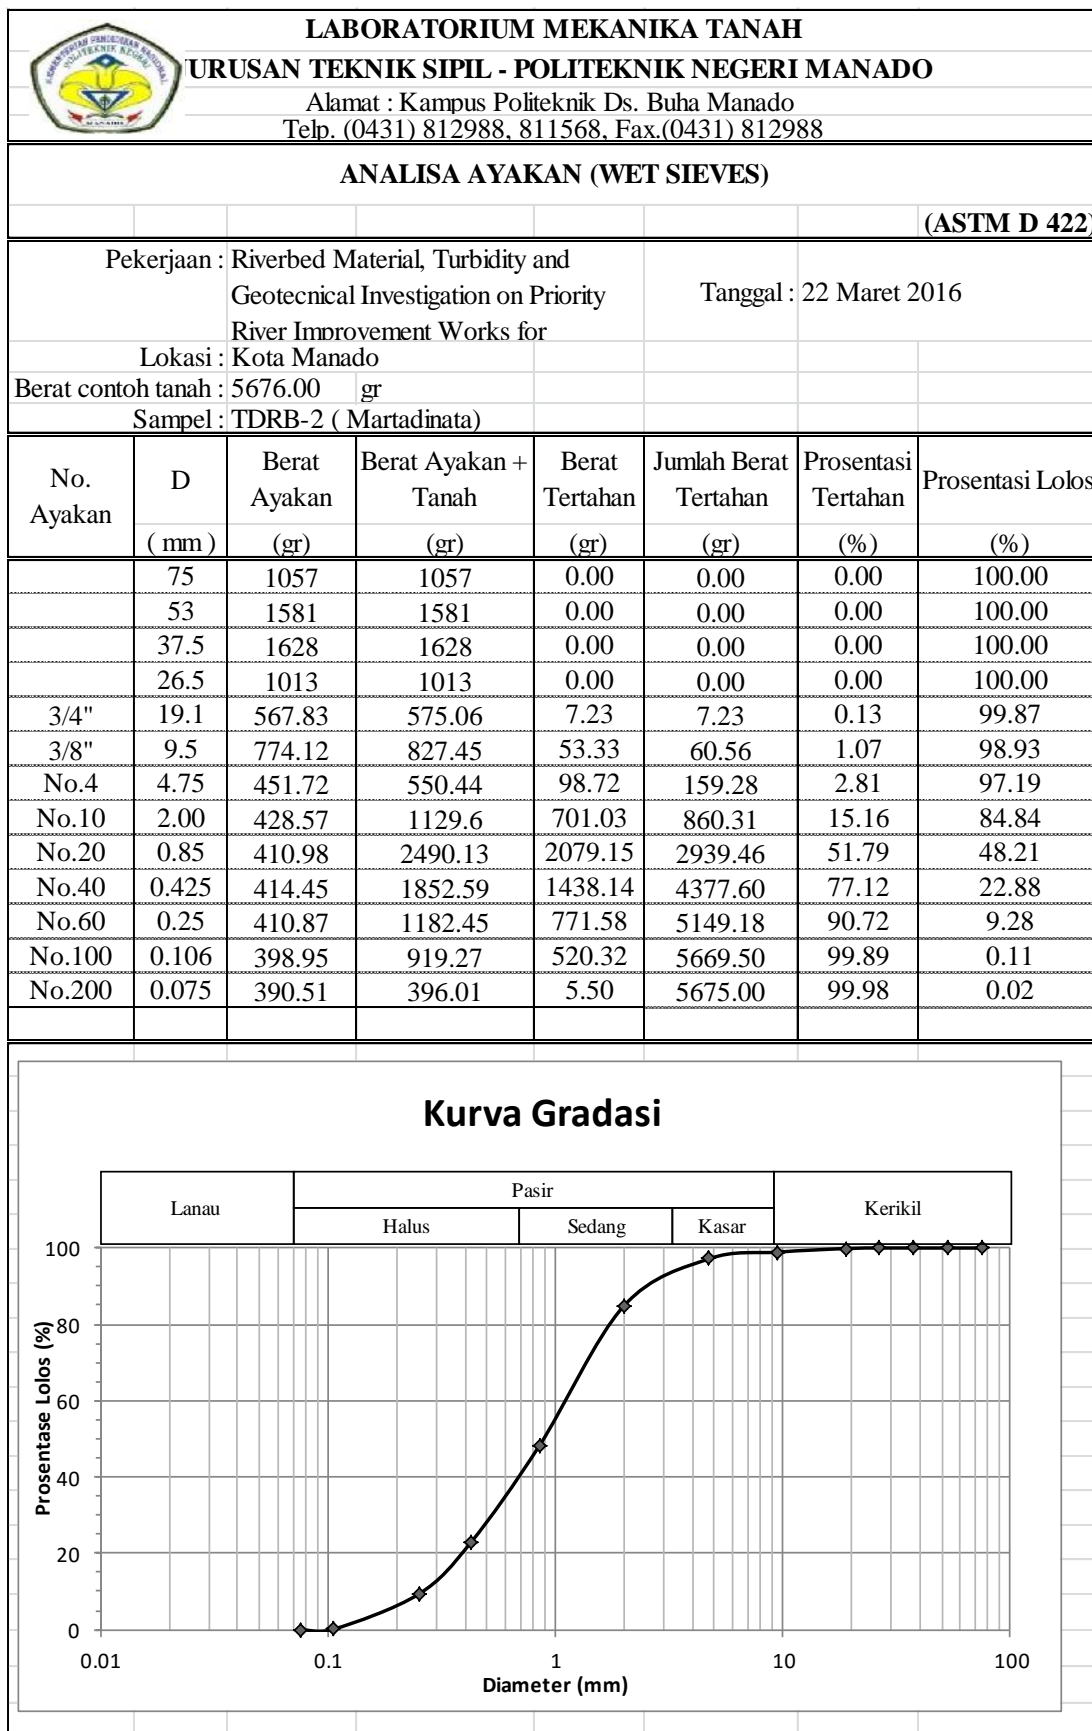 LABORATORIUM MEKANIKA TANAH
URUSAN TEKNIK SIPIL - POLITEKNIK NEGERI MANADO
Alamat : Kampus Politeknik Ds. Buha Manado
Telp. (0431) 812988, 811568, Fax.(0431) 812988
ANALISA AYAKAN (WET SIEVES)
(ASTM D 422)
Pekerjaan : Riverbed Material, Turbidity and
Geotecnical Investigation on Priority
River Improvement Works for
Tanggal : 22 Maret 2016
Lokasi : Kota Manado
Berat contoh tanah : 5676.00 gr
Sampel : TDRB-2 ( Martadinata)
No. Ayakan D Berat Ayakan Berat Ayakan + Tanah Berat Tertahan Jumlah Berat Tertahan Prosentasi Tertahan Prosentasi Lolos
( mm ) (gr) (gr) (gr) (gr) (%) (%)
75 1057 1057 0.00 0.00 0.00 100.00
53 1581 1581 0.00 0.00 0.00 100.00
37.5 1628 1628 0.00 0.00 0.00 100.00
26.5 1013 1013 0.00 0.00 0.00 100.00
3/4" 19.1 567.83 575.06 7.23 7.23 0.13 99.87
3/8" 9.5 774.12 827.45 53.33 60.56 1.07 98.93
No.4 4.75 451.72 550.44 98.72 159.28 2.81 97.19
No.10 2.00 428.57 1129.6 701.03 860.31 15.16 84.84
No.20 0.85 410.98 2490.13 2079.15 2939.46 51.79 48.21
No.40 0.425 414.45 1852.59 1438.14 4377.60 77.12 22.88
No.60 0.25 410.87 1182.45 771.58 5149.18 90.72 9.28
No.100 0.106 398.95 919.27 520.32 5669.50 99.89 0.11
No.200 0.075 390.51 396.01 5.50 5675.00 99.98 0.02
Kurva Gradasi
Lanau Pasir Kerikil
Halus Sedang Kasar
Prosentase Lolos (%)
100
80
60
40
20
0
0.01 0.1 1 10 100
Diameter (mm)